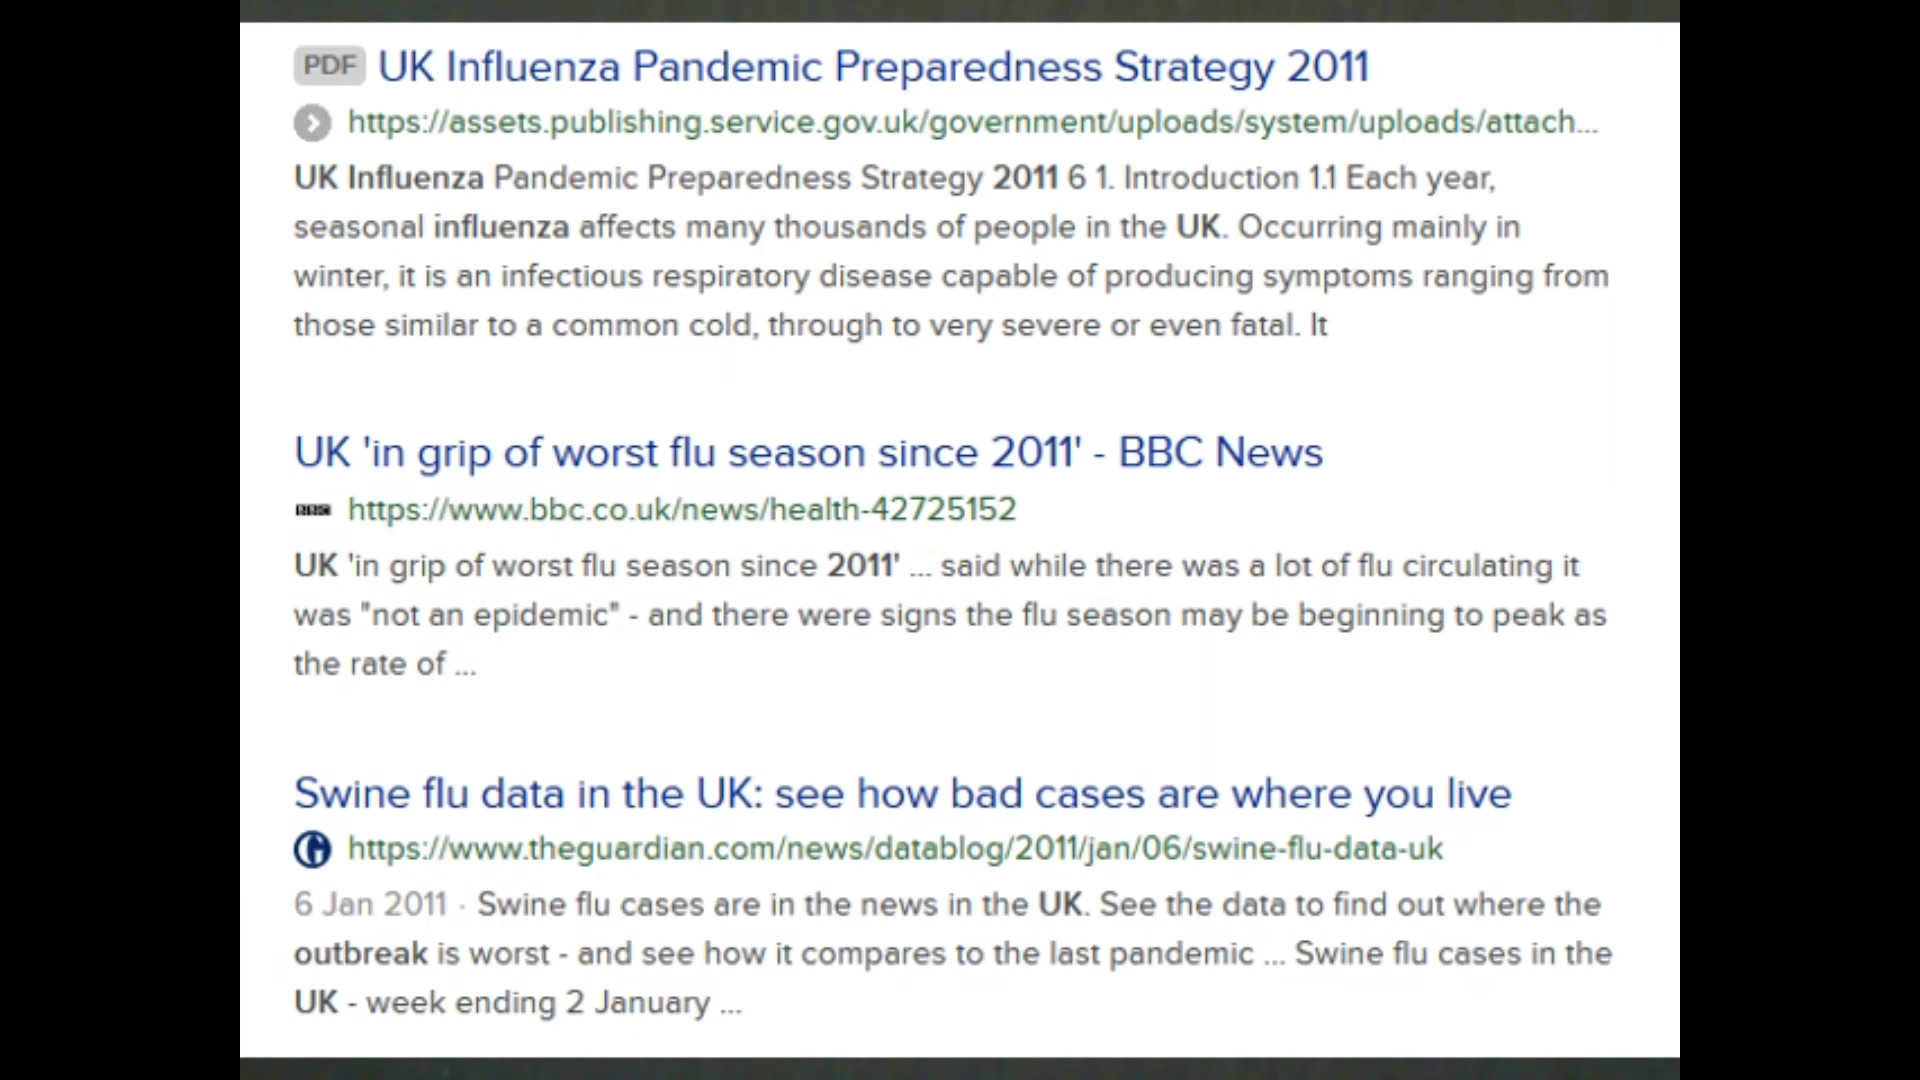 PDF UK Influenza Pandemic Preparedness Strategy 2011
https://assets.publishing.service.gov.uk/government/uploads/system/uploads/attach...
UK Influenza Pandemic Preparedness Strategy 2011 6 1. Introduction 1.1 Each year,
seasonal influenza affects many thousands of people in the UK. Occurring mainly in
winter, it is an infectious respiratory disease capable of producing symptoms ranging from
those similar to a common cold, through to very severe or even fatal. It
UK 'in grip of worst flu season since 2011' - BBC News
BBC https://www.bbc.co.uk/news/health-42725152
UK 'in grip of worst flu season since 2011' ... said while there was a lot of flu circulating it
was "not an epidemic" - and there were signs the flu season may be beginning to peak as
the rate of ...
Swine flu data in the UK: see how bad cases are where you live
G https://www.theguardian.com/news/datablog/2011/jan/06/swine-flu-data-uk
6 Jan 2011 · Swine flu cases are in the news in the UK. See the data to find out where the
outbreak is worst - and see how it compares to the last pandemic ... Swine flu cases in the
UK - week ending 2 January ...